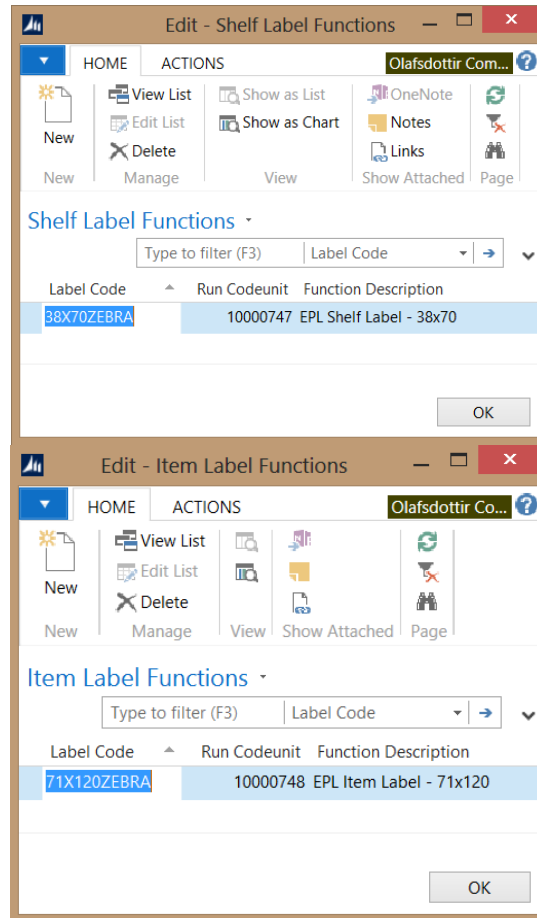 Edit - Shelf Label Functions
HOME ACTIONS Olafsdottir Com...
New
View List
Edit List
Delete
Show as List
Show as Chart
OneNote
Notes
Links
New Manage View Show Attached Page
Shelf Label Functions
Type to filter (F3) Label Code
Label Code Run Codeunit Function Description
38X70ZEBRA 10000747 EPL Shelf Label - 38x70
OK
Edit - Item Label Functions
HOME ACTIONS Olafsdottir Co...
New
View List
Edit List
Delete
New Manage View Show Attached Page
Item Label Functions
Type to filter (F3) Label Code
Label Code Run Codeunit Function Description
71X120ZEBRA 10000748 EPL Item Label - 71x120
OK